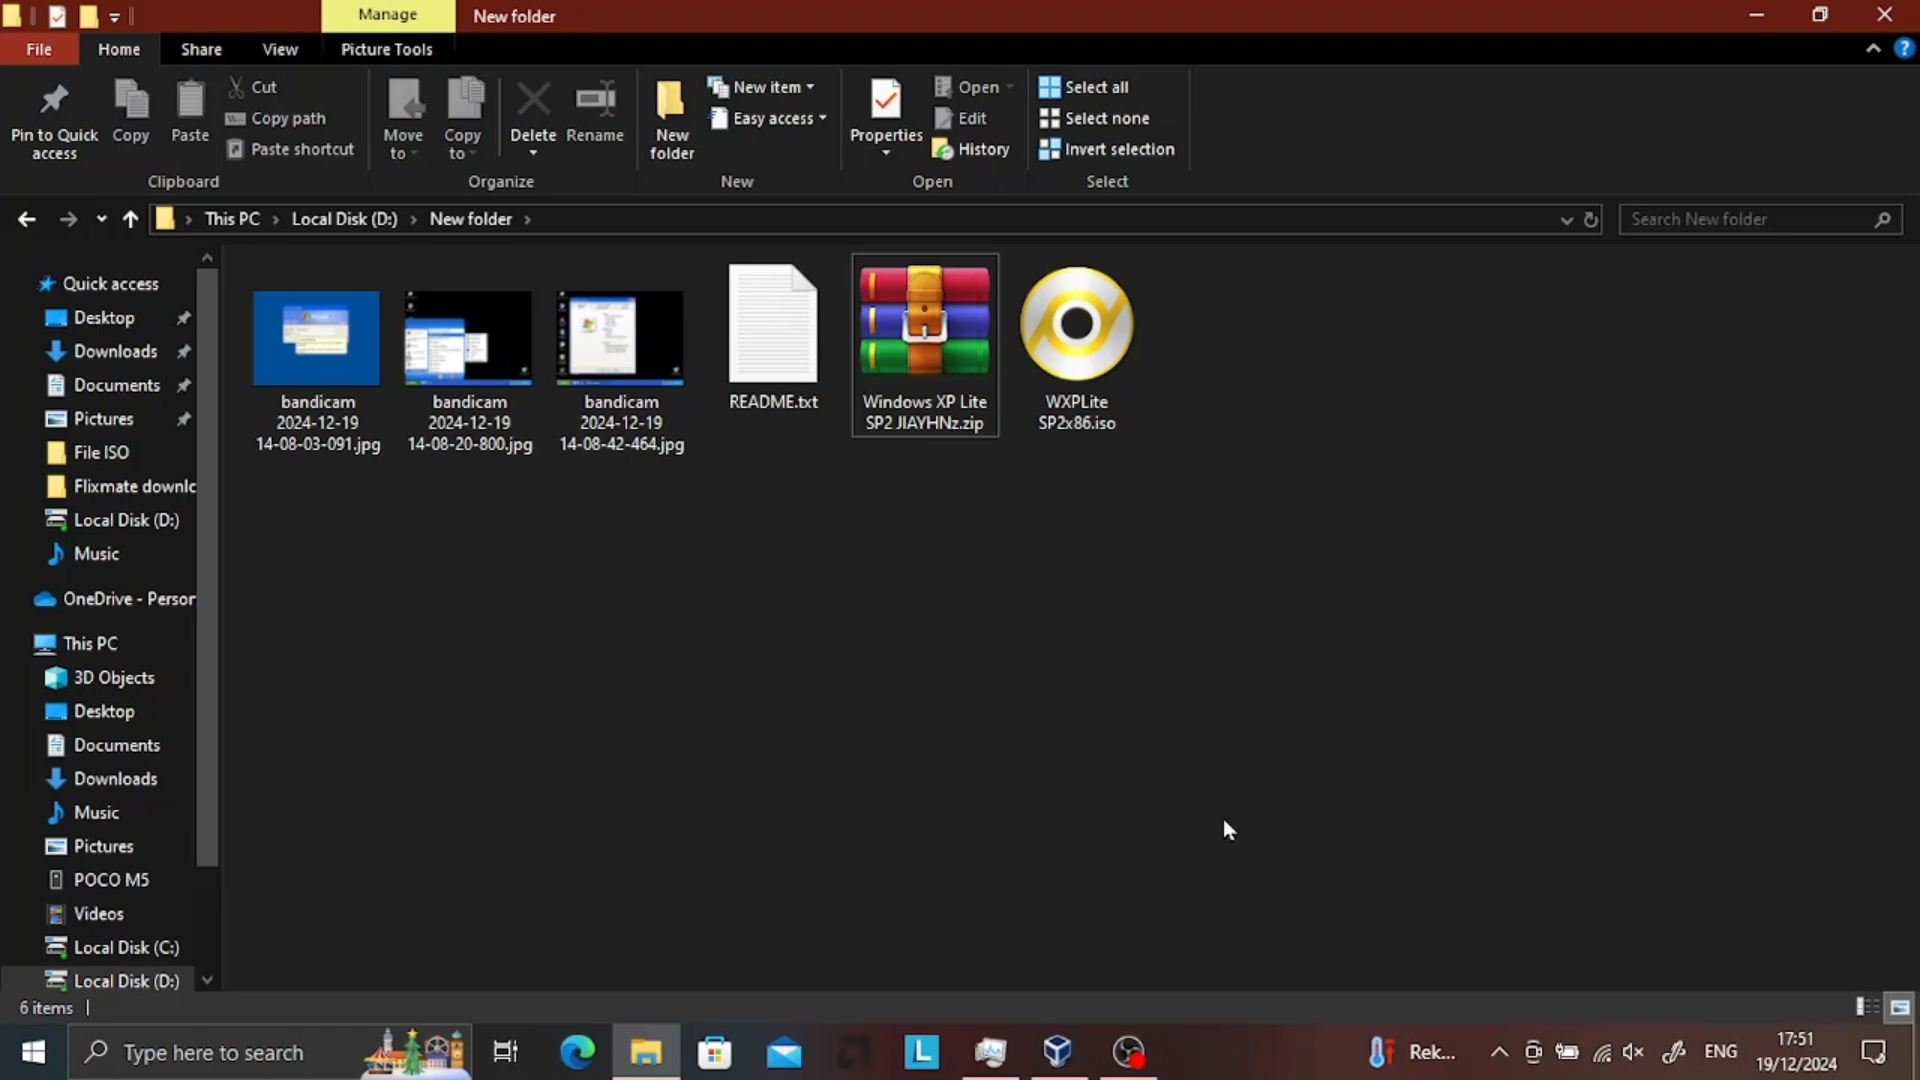 Manage
New folder
File
Home
Share
View
Picture Tools
Pin to Quick
access
Copy
Paste
Cut
Copy path
Paste shortcut
Clipboard
Move
to
Copy
to
Delete
Rename
Organize
New
folder
New item
Easy access
New
Properties
Open
Edit
History
Open
Select all
Select none
Invert selection
Select
This PC
Local Disk (D:)
New folder
Search New folder
Quick access
Desktop
Downloads
Documents
Pictures
File ISO
Flixmate downlo
Local Disk (D:)
Music
OneDrive - Person
This PC
3D Objects
Desktop
Documents
Downloads
Music
Pictures
POCO M5
Videos
Local Disk (C:)
Local Disk (D:)
bandicam
2024-12-19
14-08-03-091.jpg
bandicam
2024-12-19
14-08-20-800.jpg
bandicam
2024-12-19
14-08-42-464.jpg
README.txt
Windows XP Lite
SP2 JIAYHNz.zip
WXPLite
SP2x86.iso
6 items
Type here to search
L
Rek...
ENG
17:51
19/12/2024